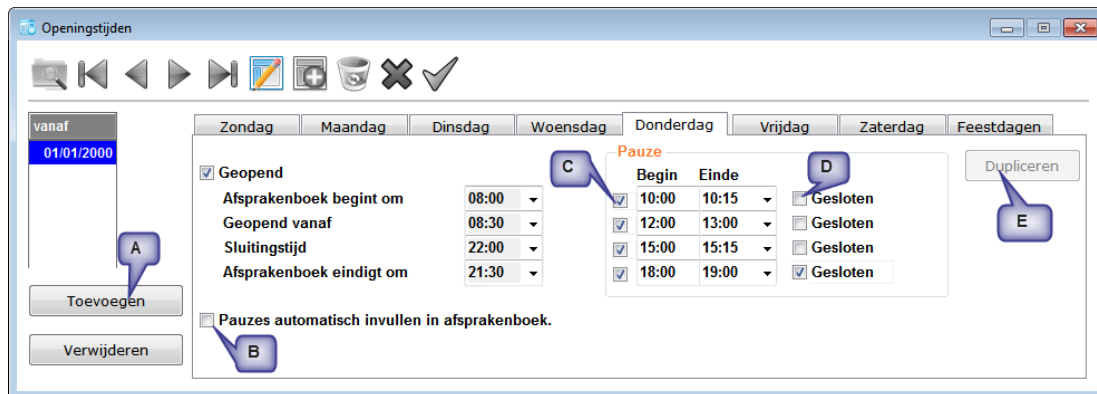 Openingstijden
vanaf
01/01/2000
Zondag Maandag Dinsdag Woensdag Donderdag Vrijdag Zaterdag Feestdagen
Pauze
Dupliceren
Geopend
Begin Einde
C
D
E
Afsprakenboek begint om 08:00 10:00 10:15 Gesloten
Geopend vanaf 08:30 12:00 13:00 Gesloten
Sluitingstijd 22:00 15:00 15:15 Gesloten
Afsprakenboek eindigt om 21:30 18:00 19:00 Gesloten
A
Toevoegen
Pauzes automatisch invullen in afsprakenboek.
B
Verwijderen